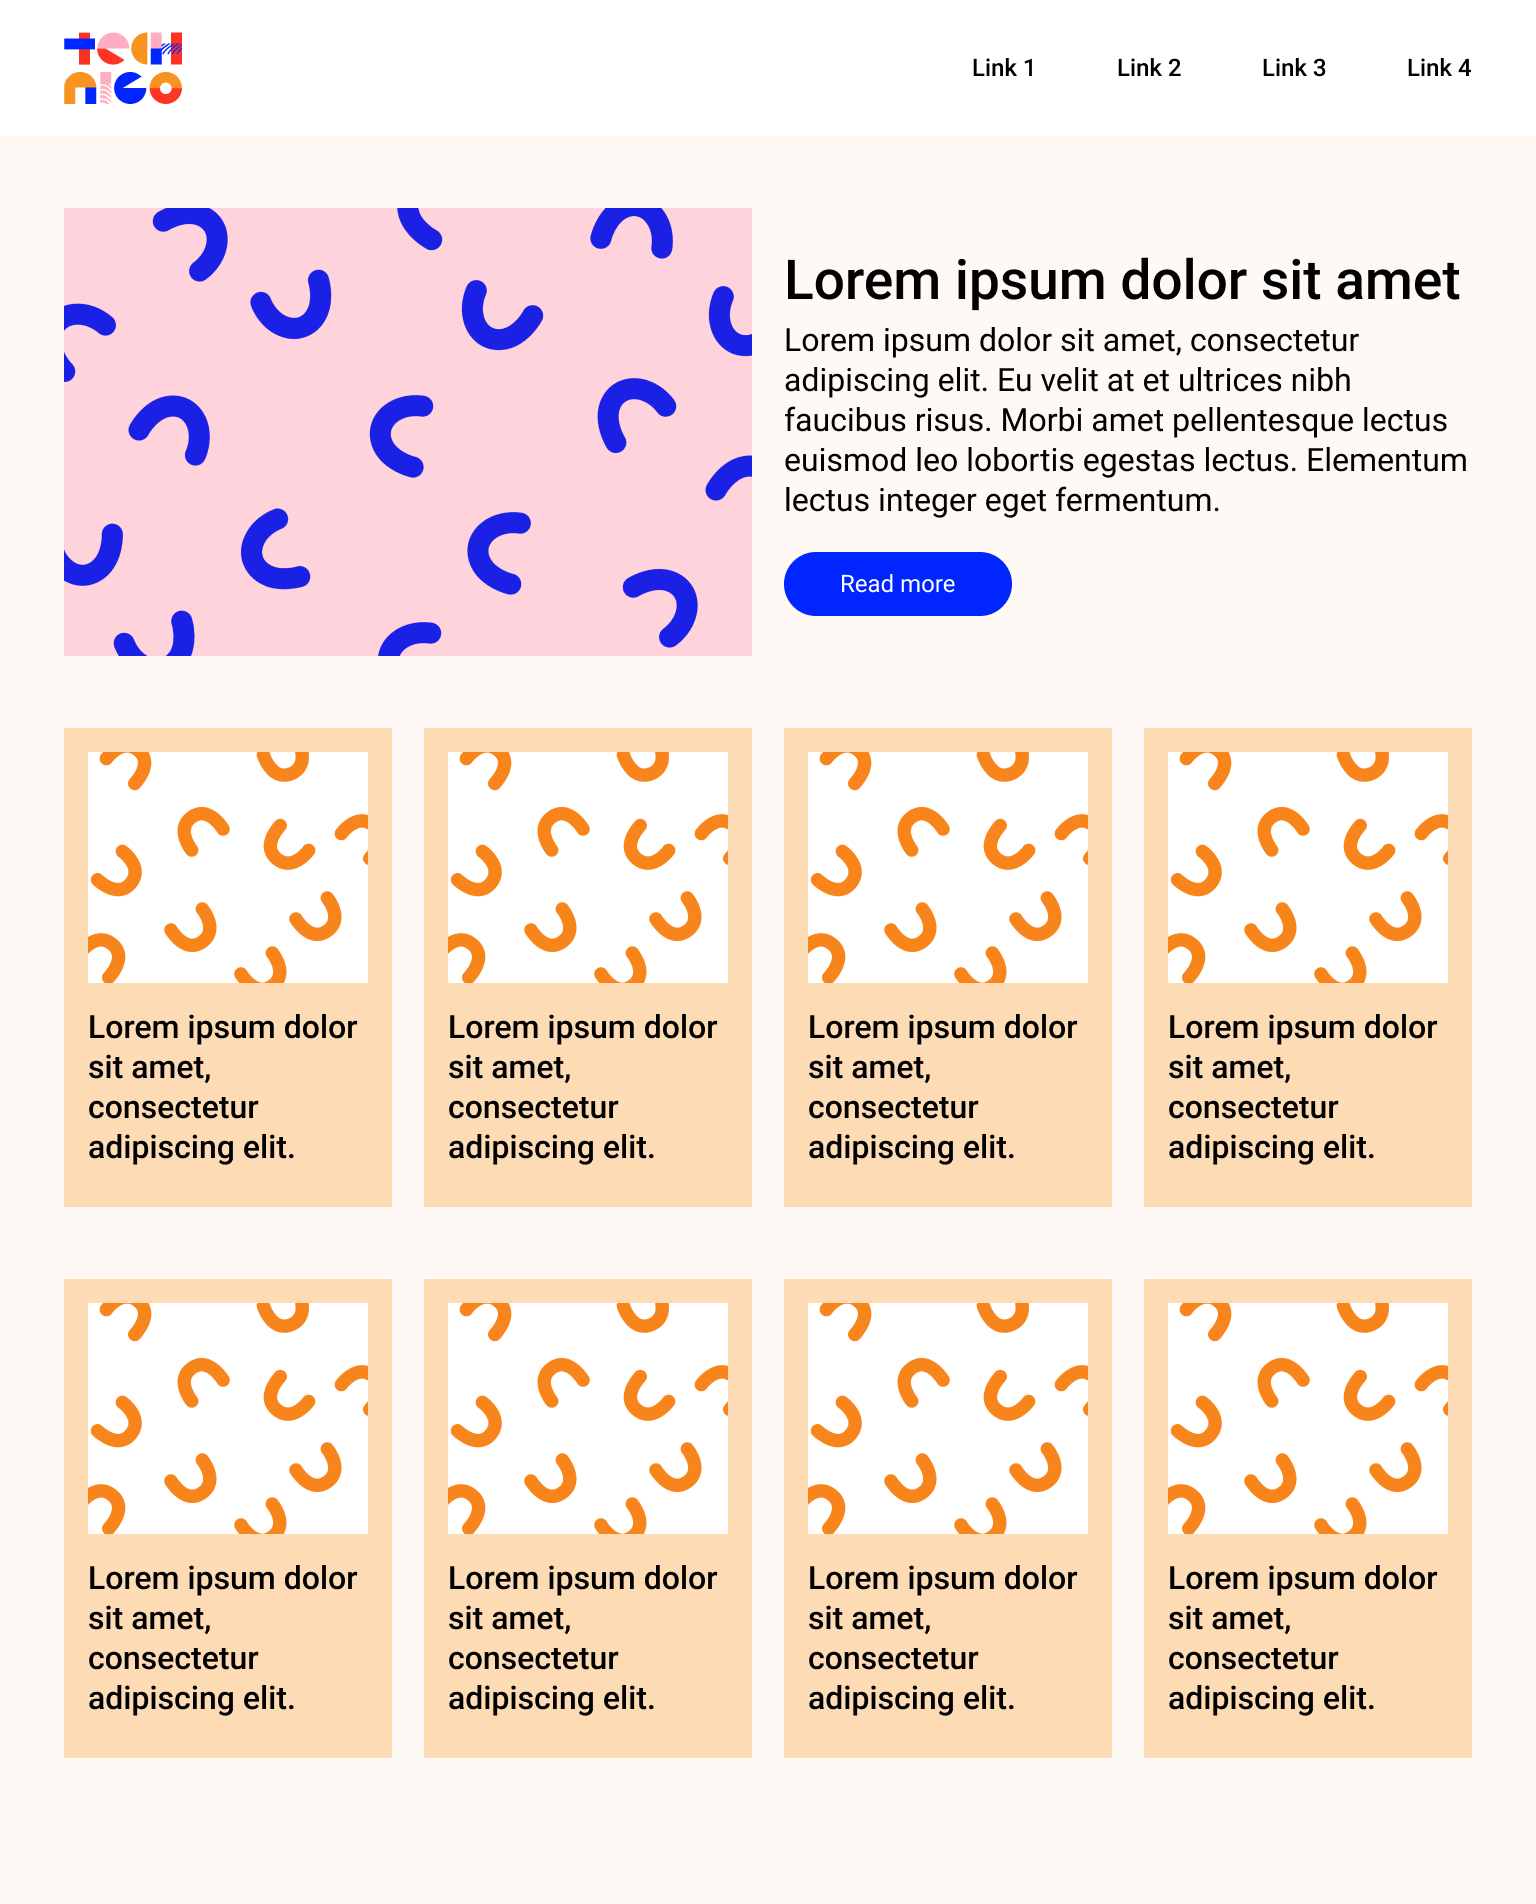 TECH
NIGO
Link 1 Link 2 Link 3 Link 4
Lorem ipsum dolor sit amet
Lorem ipsum dolor sit amet, consectetur
adipiscing elit. Eu velit at et ultrices nibh
faucibus risus. Morbi amet pellentesque lectus
euismod leo lobortis egestas lectus. Elementum
lectus integer eget fermentum.
Read more
Lorem ipsum dolor
sit amet,
consectetur
adipiscing elit.
Lorem ipsum dolor
sit amet,
consectetur
adipiscing elit.
Lorem ipsum dolor
sit amet,
consectetur
adipiscing elit.
Lorem ipsum dolor
sit amet,
consectetur
adipiscing elit.
Lorem ipsum dolor
sit amet,
consectetur
adipiscing elit.
Lorem ipsum dolor
sit amet,
consectetur
adipiscing elit.
Lorem ipsum dolor
sit amet,
consectetur
adipiscing elit.
Lorem ipsum dolor
sit amet,
consectetur
adipiscing elit.